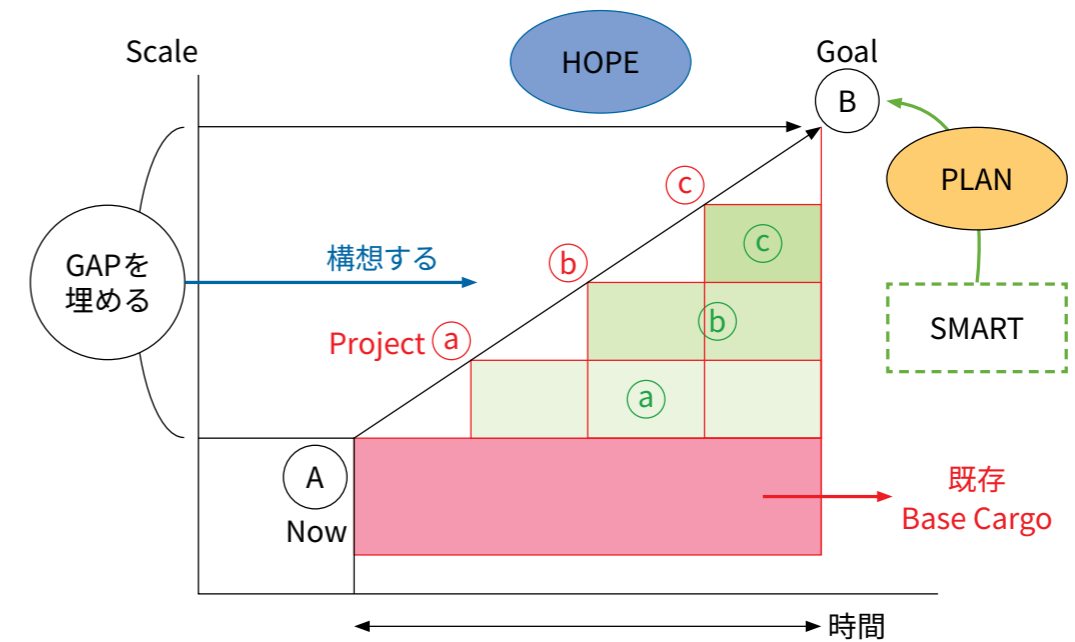 Scale
HOPE
Goal
B
PLAN
SMART
GAPを
埋める
構想する
Project ⓐ
ⓑ
ⓒ
ⓒ
ⓑ
ⓐ
A
Now
既存
Base Cargo
時間